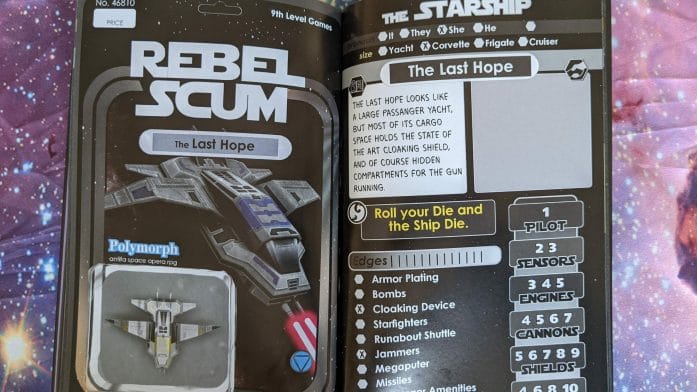 No. 46810
PRICE
9th Level Games
REBEL
SCUM
The Last Hope
Polymorph
antifa space opera rpg
THE STARSHIP
It They X She He
size Yacht X Corvette Frigate Cruiser
The Last Hope
THE LAST HOPE LOOKS LIKE
A LARGE PASSANGER YACHT,
BUT MOST OF ITS CARGO
SPACE HOLDS THE STATE OF
THE ART CLOAKING SHIELD,
AND OF COURSE HIDDEN
COMPARTMENTS FOR THE GUN
RUNNING.
Roll your Die and
the Ship Die.
Edges
Armor Plating
Bombs
X Cloaking Device
Starfighters
Runabout Shuttle
X Jammers
Megaputer
Missiles
Amenities
1
PILOT
2 3
SENSORS
3 4 5
ENGINES
4 5 6 7
CANNONS
5 6 7 8 9
SHIELDS
4 6 8 9 10